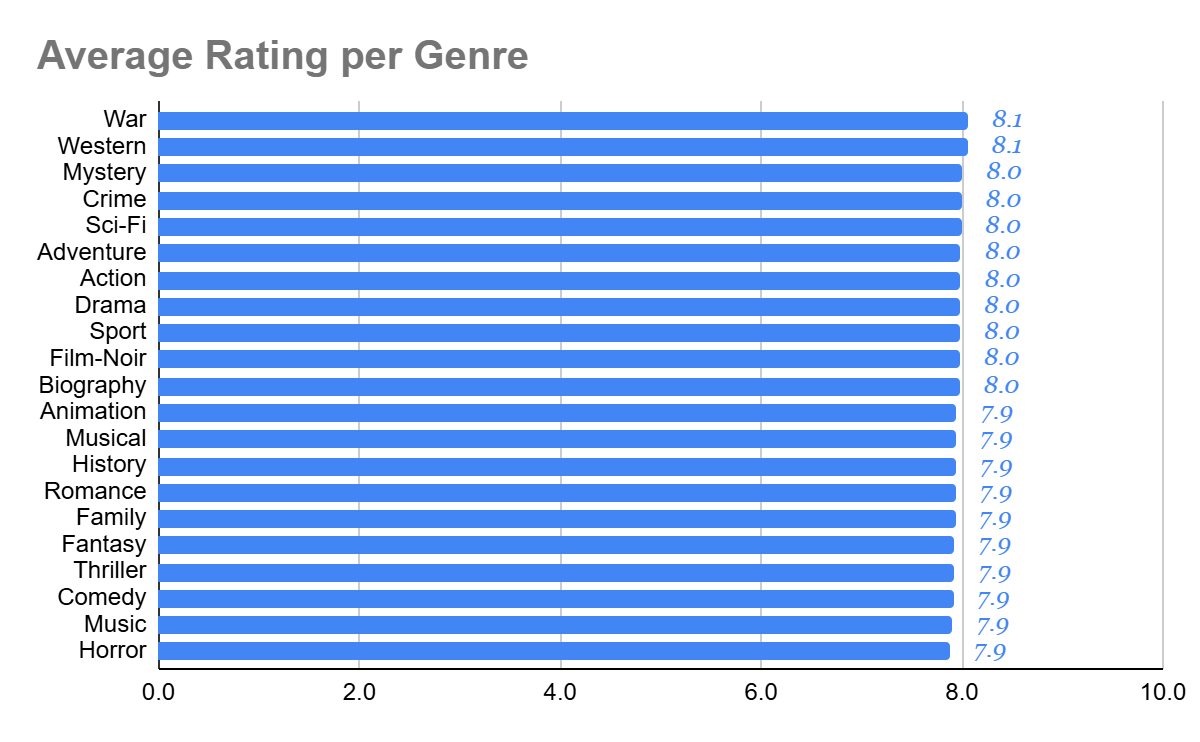 Average Rating per Genre
War 8.1
Western 8.1
Mystery 8.0
Crime 8.0
Sci-Fi 8.0
Adventure 8.0
Action 8.0
Drama 8.0
Sport 8.0
Film-Noir 8.0
Biography 8.0
Animation 7.9
Musical 7.9
History 7.9
Romance 7.9
Family 7.9
Fantasy 7.9
Thriller 7.9
Comedy 7.9
Music 7.9
Horror 7.9
0.0 2.0 4.0 6.0 8.0 10.0